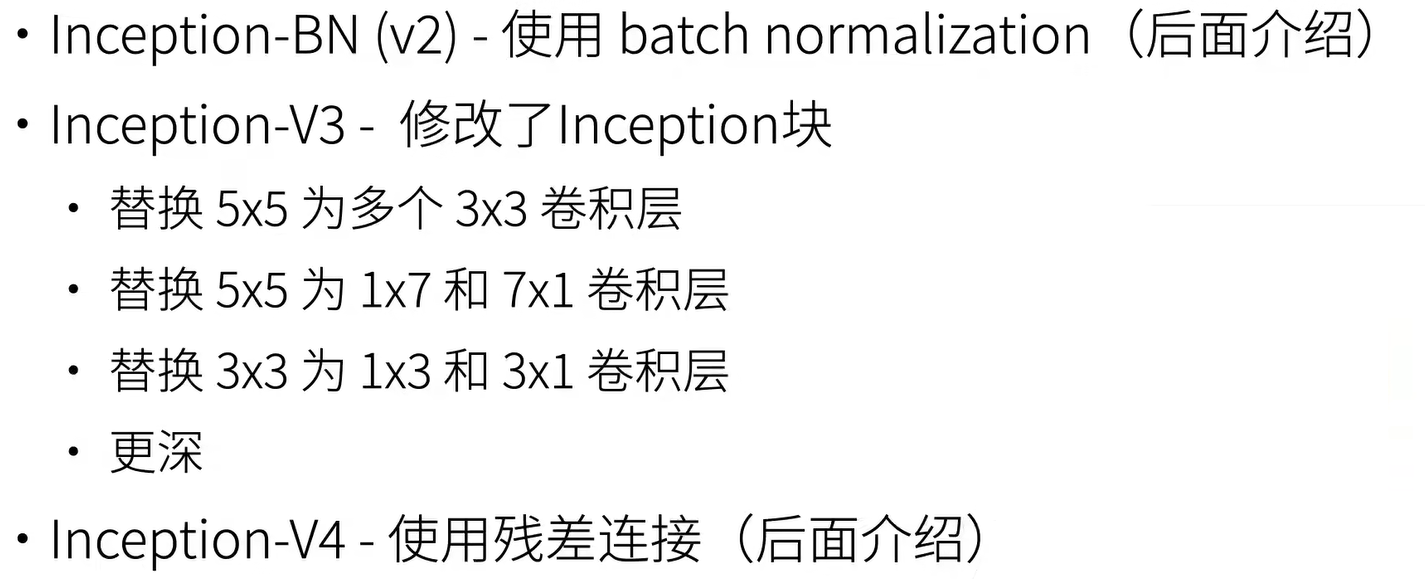 • Inception-BN (v2) - 使用 batch normalization（后面介绍）
• Inception-V3 - 修改了Inception块
• 替换 5x5 为多个 3x3 卷积层
• 替换 5x5 为 1x7 和 7x1 卷积层
• 替换 3x3 为 1x3 和 3x1 卷积层
• 更深
• Inception-V4 - 使用残差连接（后面介绍）